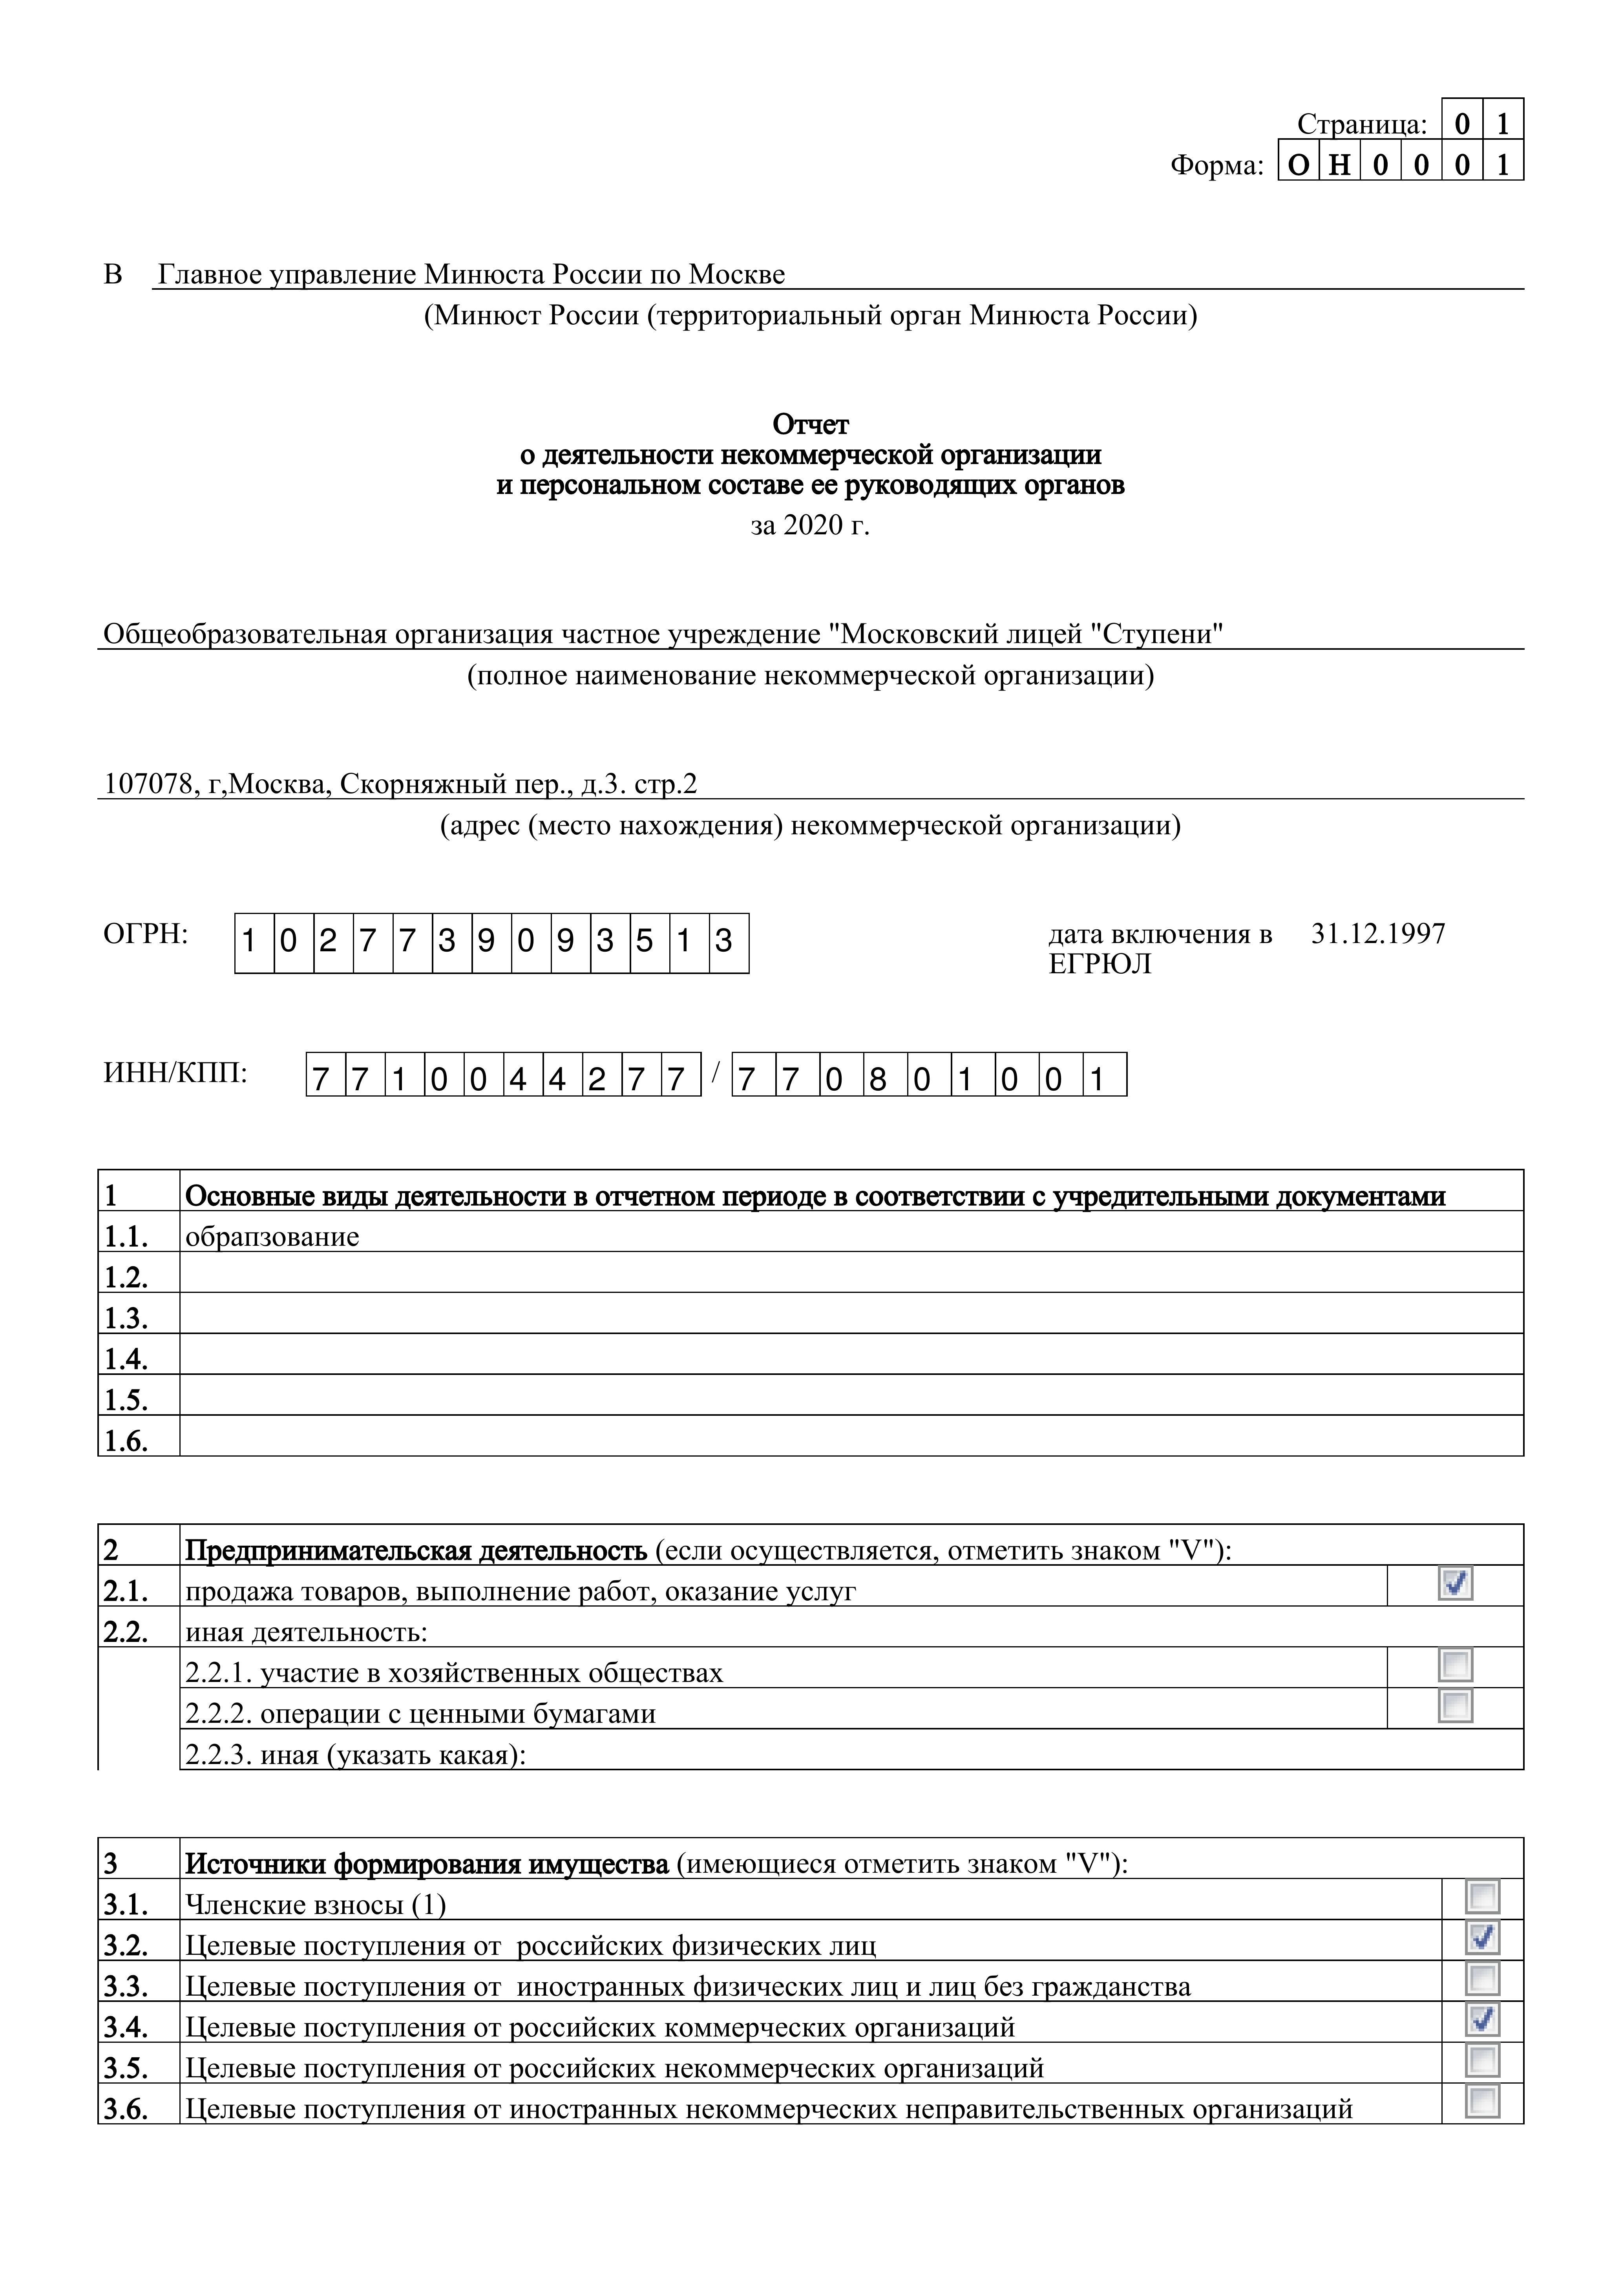 Страница: 0 1
Форма: О Н 0 0 0 1
В Главное управление Минюста России по Москве
(Минюст России (территориальный орган Минюста России)
Отчет
о деятельности некоммерческой организации
и персональном составе ее руководящих органов
за 2020 г.
Общеобразовательная организация частное учреждение "Московский лицей "Ступени"
(полное наименование некоммерческой организации)
107078, г,Москва, Скорняжный пер., д.3. стр.2
(адрес (место нахождения) некоммерческой организации)
ОГРН: 1 0 2 7 7 3 9 0 9 3 5 1 3 дата включения в 31.12.1997
ЕГРЮЛ
ИНН/КПП: 7 7 1 0 0 4 4 2 7 7 / 7 7 0 8 0 1 0 0 1
1 Основные виды деятельности в отчетном периоде в соответствии с учредительными документами
1.1. обрапзование
1.2.
1.3.
1.4.
1.5.
1.6.
2 Предпринимательская деятельность (если осуществляется, отметить знаком "V"):
2.1. продажа товаров, выполнение работ, оказание услуг
2.2. иная деятельность:
2.2.1. участие в хозяйственных обществах
2.2.2. операции с ценными бумагами
2.2.3. иная (указать какая):
3 Источники формирования имущества (имеющиеся отметить знаком "V"):
3.1. Членские взносы (1)
3.2. Целевые поступления от российских физических лиц
3.3. Целевые поступления от иностранных физических лиц и лиц без гражданства
3.4. Целевые поступления от российских коммерческих организаций
3.5. Целевые поступления от российских некоммерческих организаций
3.6. Целевые поступления от иностранных некоммерческих неправительственных организаций